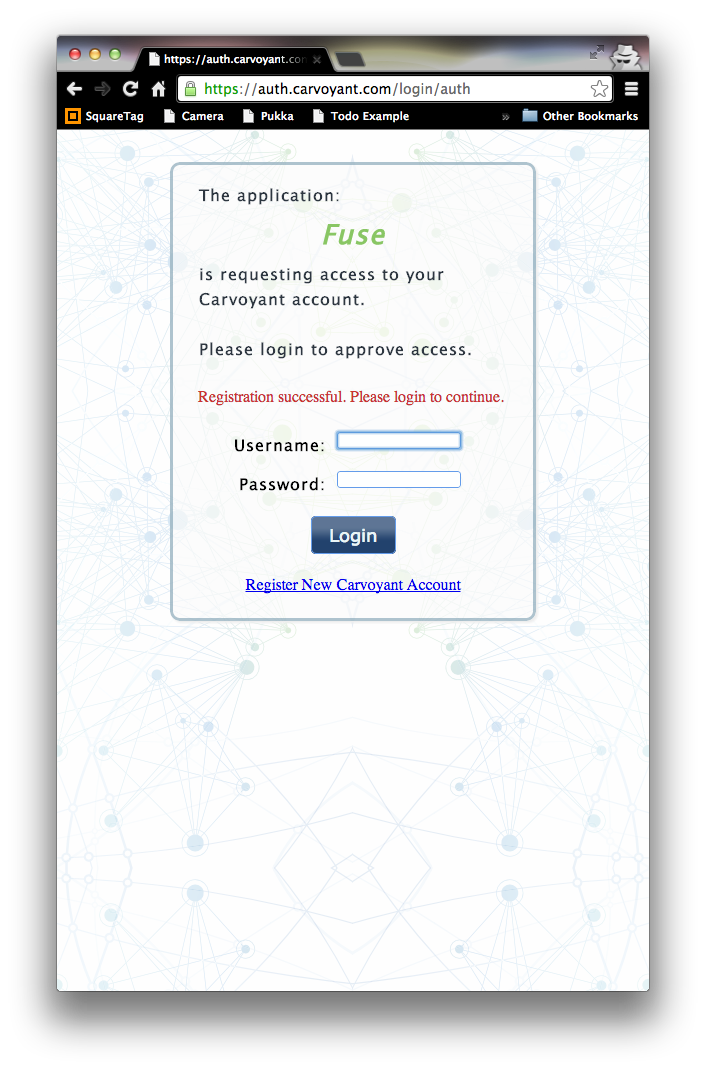 https://auth.carvoyant.con
https://auth.carvoyant.com/login/auth
SquareTag Camera Pukka Todo Example » Other Bookmarks
The application:
Fuse
is requesting access to your
Carvoyant account.
Please login to approve access.
Registration successful. Please login to continue.
Username:
Password:
Login
Register New Carvoyant Account